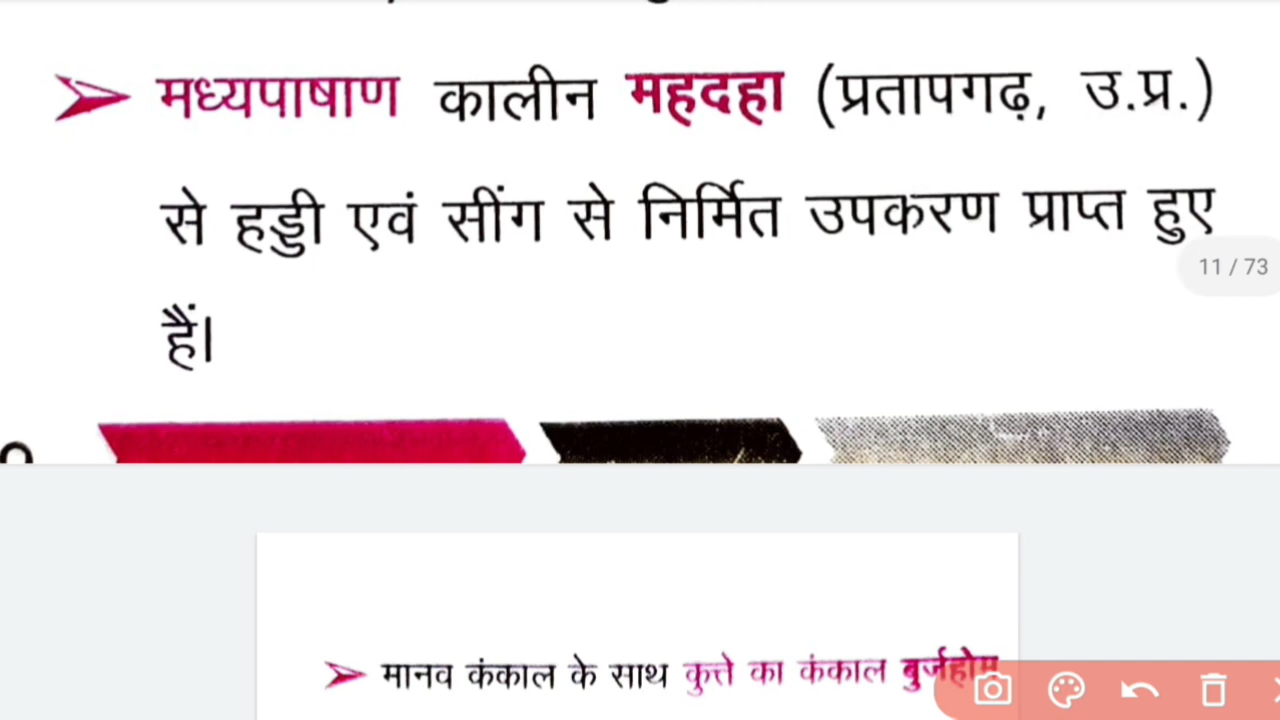 मध्यपाषाण कालीन महदहा (प्रतापगढ़, उ.प्र.)
से हड्डी एवं सींग से निर्मित उपकरण प्राप्त हुए
हैं।
11 / 73
मानव कंकाल के साथ कुत्ते का कंकाल बुर्जहोम